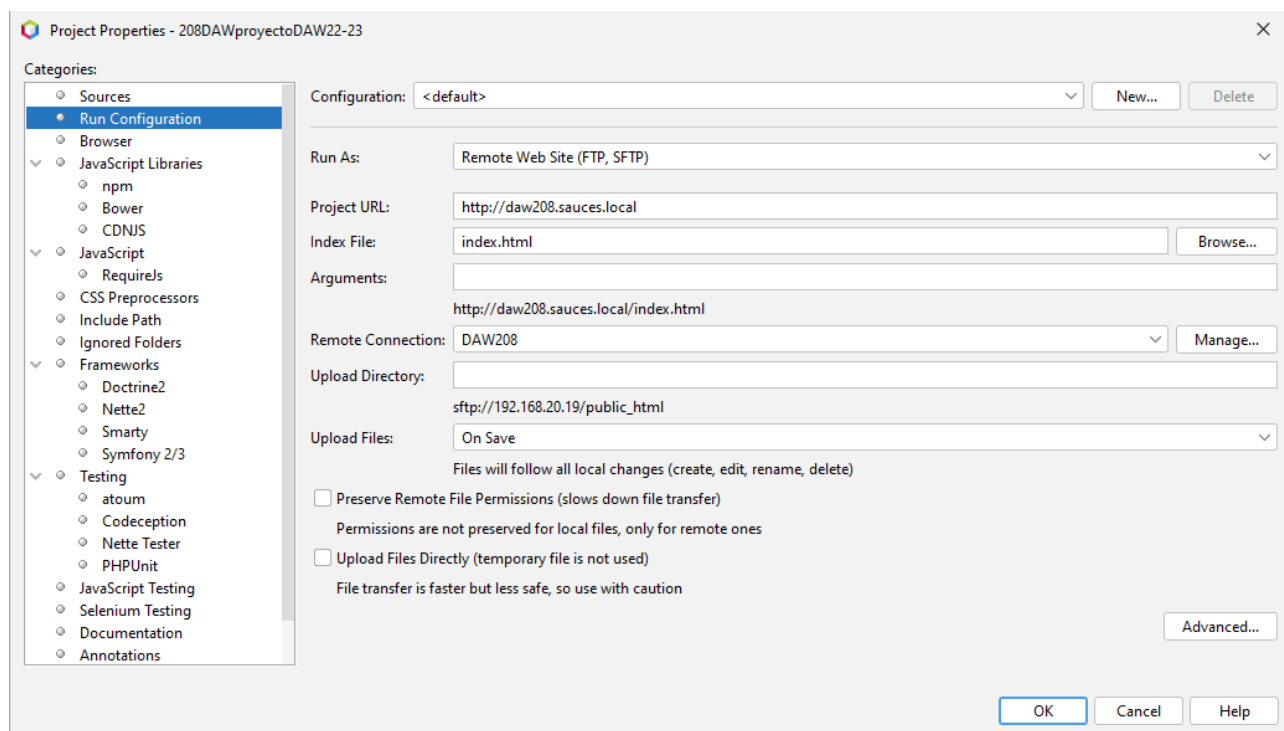 Project Properties - 208DAWproyectoDAW22-23
Categories:
Sources
Run Configuration
Browser
JavaScript Libraries
npm
Bower
CDNJS
JavaScript
RequireJs
CSS Preprocessors
Include Path
Ignored Folders
Frameworks
Doctrine2
Nette2
Smarty
Symfony 2/3
Testing
atoum
Codeception
Nette Tester
PHPUnit
JavaScript Testing
Selenium Testing
Documentation
Annotations
Configuration: <default> New... Delete
Run As: Remote Web Site (FTP, SFTP)
Project URL: http://daw208.sauces.local
Index File: index.html Browse...
Arguments:
http://daw208.sauces.local/index.html
Remote Connection: DAW208 Manage...
Upload Directory:
sftp://192.168.20.19/public_html
Upload Files: On Save
Files will follow all local changes (create, edit, rename, delete)
Preserve Remote File Permissions (slows down file transfer)
Permissions are not preserved for local files, only for remote ones
Upload Files Directly (temporary file is not used)
File transfer is faster but less safe, so use with caution
Advanced...
OK Cancel Help